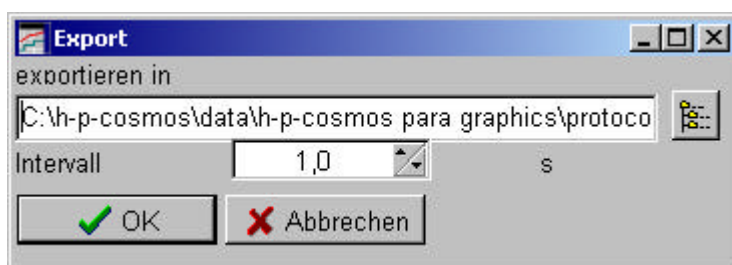 Export
exportieren in
C:\h-p-cosmos\data\h-p-cosmos para graphics\protoco
Intervall 1,0 s
OK Abbrechen